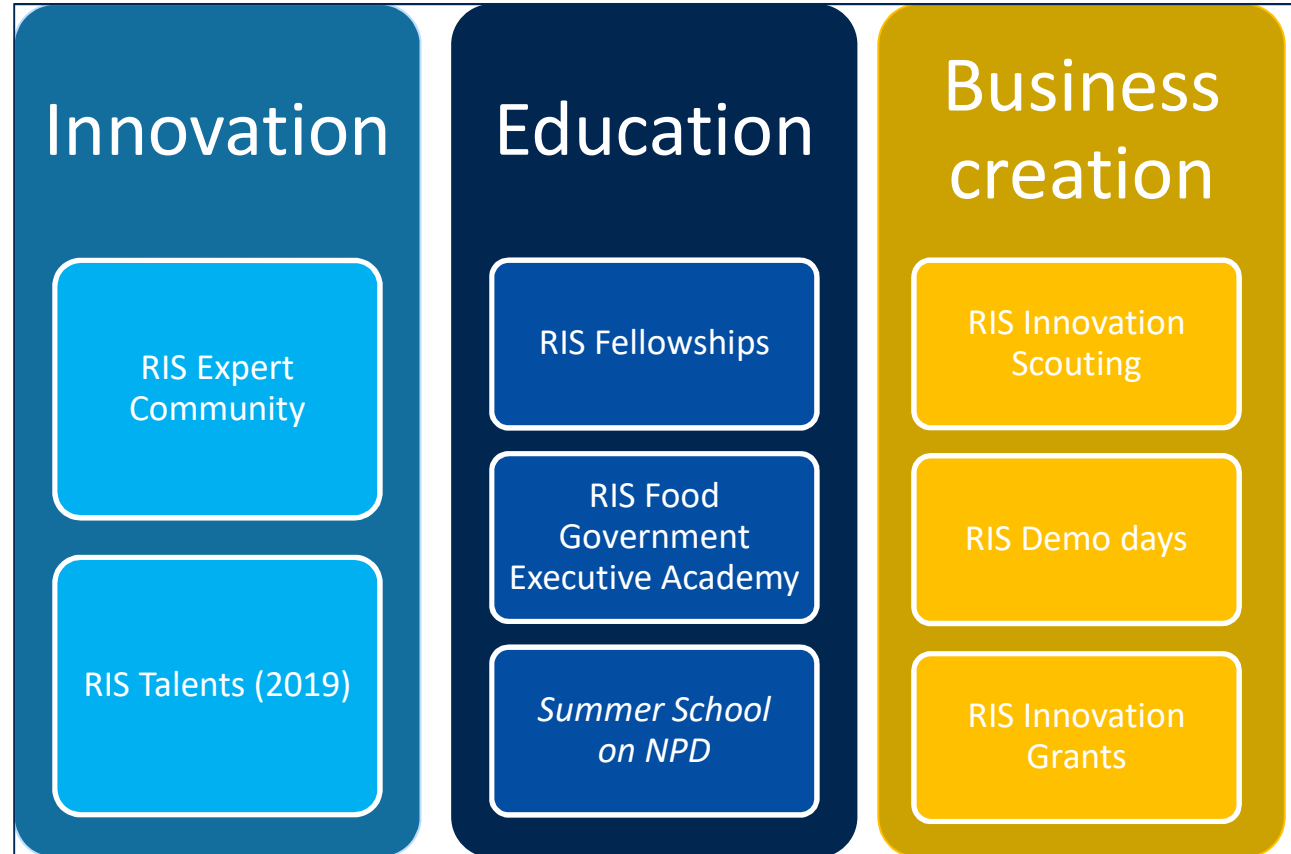 Innovation
RIS Expert
Community
RIS Talents (2019)
Education
RIS Fellowships
RIS Food
Government
Executive Academy
Summer School
on NPD
Business
creation
RIS Innovation
Scouting
RIS Demo days
RIS Innovation
Grants